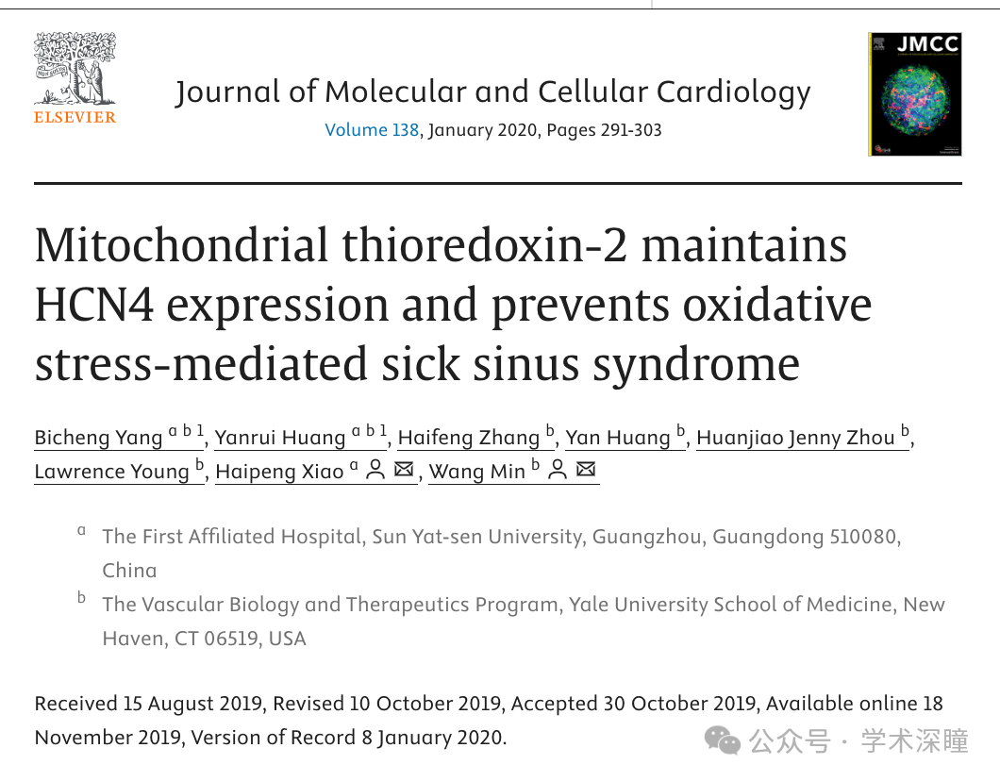 ELSEVIER
Journal of Molecular and Cellular Cardiology
Volume 138, January 2020, Pages 291-303
JMCC
Mitochondrial thioredoxin-2 maintains
HCN4 expression and prevents oxidative
stress-mediated sick sinus syndrome
Bicheng Yang a b 1, Yanrui Huang a b 1, Haifeng Zhang b, Yan Huang b, Huanjiao Jenny Zhou b,
Lawrence Young b, Haipeng Xiao a, Wang Min b
a The First Affiliated Hospital, Sun Yat-sen University, Guangzhou, Guangdong 510080,
China
b The Vascular Biology and Therapeutics Program, Yale University School of Medicine, New
Haven, CT 06519, USA
Received 15 August 2019, Revised 10 October 2019, Accepted 30 October 2019, Available online 18
November 2019, Version of Record 8 January 2020.
公众号 · 学术深瞳